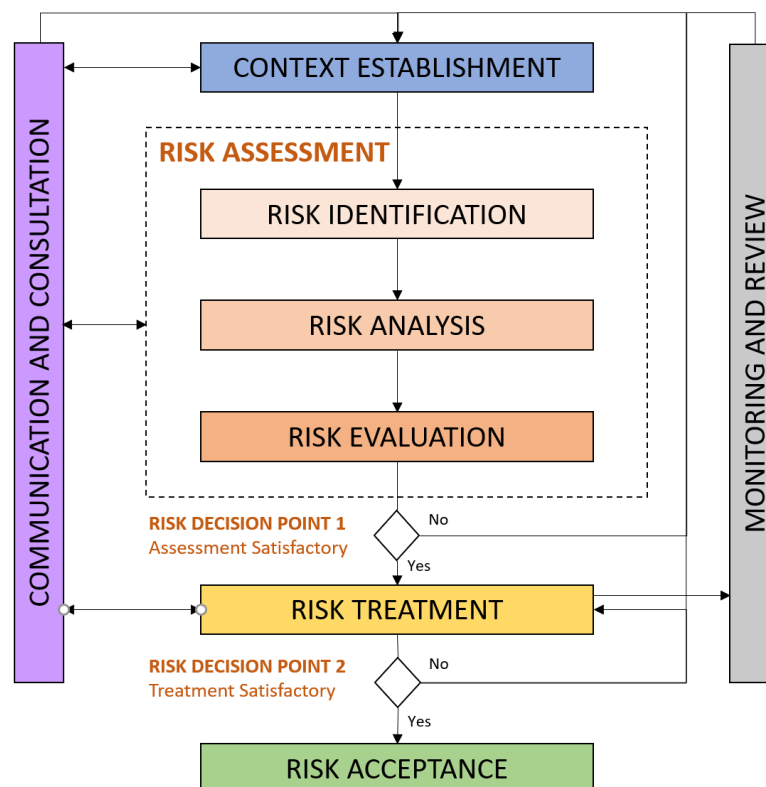 CONTEXT ESTABLISHMENT
COMMUNICATION AND CONSULTATION
RISK ASSESSMENT
RISK IDENTIFICATION
RISK ANALYSIS
RISK EVALUATION
MONITORING AND REVIEW
RISK DECISION POINT 1
Assessment Satisfactory
No
Yes
RISK TREATMENT
RISK DECISION POINT 2
Treatment Satisfactory
No
Yes
RISK ACCEPTANCE